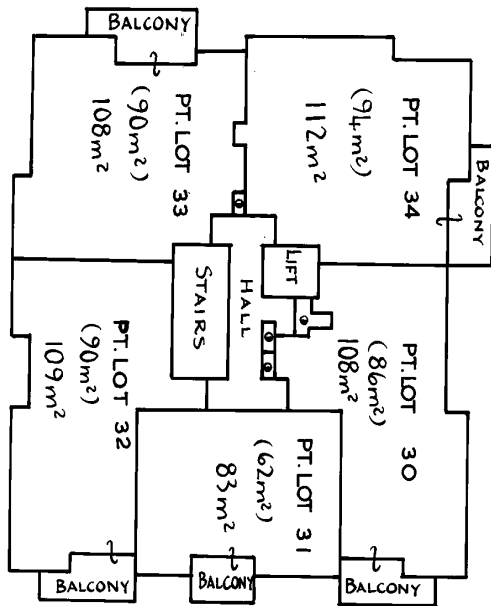 BALCONY
PT. LOT 33
(90m²)
108m²
PT. LOT 34
(94m²)
112m²
BALCONY
LIFT
HALL
STAIRS
PT. LOT 32
(90m²)
109m²
PT. LOT 30
(86m²)
108m²
PT. LOT 31
(62m²)
83m²
BALCONY
BALCONY
BALCONY